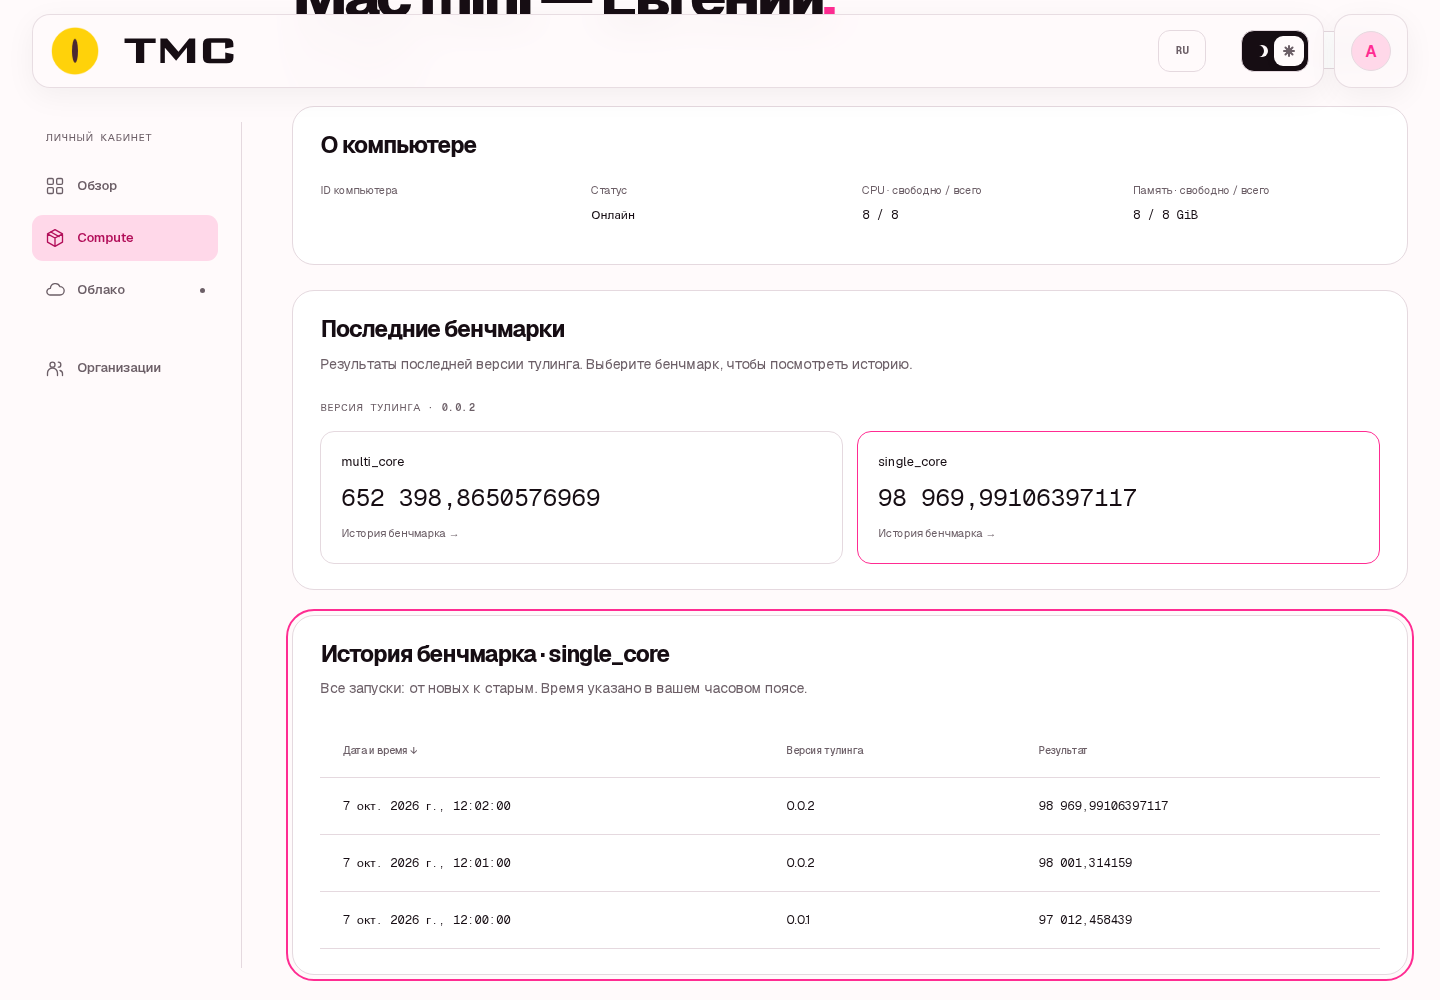 Mac mini — Евгений.
TMC
RU
A
ЛИЧНЫЙ КАБИНЕТ
Обзор
Compute
Облако
Организации
О компьютере
ID компьютера
Статус
CPU · свободно / всего
Память · свободно / всего
Онлайн
8 / 8
8 / 8 GiB
Последние бенчмарки
Результаты последней версии тулинга. Выберите бенчмарк, чтобы посмотреть историю.
ВЕРСИЯ ТУЛИНГА · 0.0.2
multi_core
652 398,8650576969
История бенчмарка →
single_core
98 969,99106397117
История бенчмарка →
История бенчмарка · single_core
Все запуски: от новых к старым. Время указано в вашем часовом поясе.
Дата и время ↓
Версия тулинга
Результат
7 окт. 2026 г., 12:02:00
0.0.2
98 969,99106397117
7 окт. 2026 г., 12:01:00
0.0.2
98 001,314159
7 окт. 2026 г., 12:00:00
0.0.1
97 012,458439